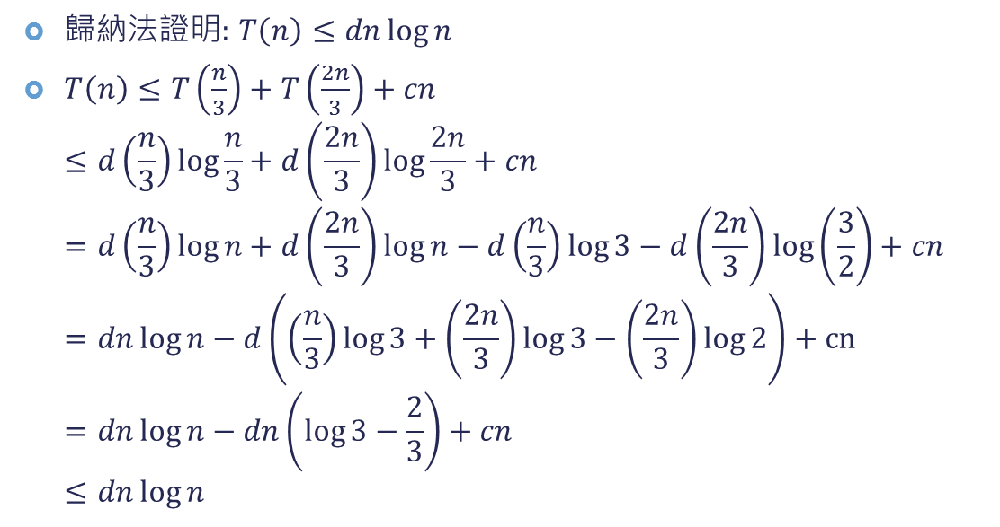 歸納法證明: $T(n) \leq dn \log n$
$T(n) \leq T\left(\frac{n}{3}\right) + T\left(\frac{2n}{3}\right) + cn$
$\leq d\left(\frac{n}{3}\right) \log \frac{n}{3} + d\left(\frac{2n}{3}\right) \log \frac{2n}{3} + cn$
$= d\left(\frac{n}{3}\right) \log n + d\left(\frac{2n}{3}\right) \log n - d\left(\frac{n}{3}\right) \log 3 - d\left(\frac{2n}{3}\right) \log \left(\frac{3}{2}\right) + cn$
$= dn \log n - d\left(\left(\frac{n}{3}\right) \log 3 + \left(\frac{2n}{3}\right) \log 3 - \left(\frac{2n}{3}\right) \log 2\right) + \mathrm{cn}$
$= dn \log n - dn\left(\log 3 - \frac{2}{3}\right) + cn$
$\leq dn \log n$